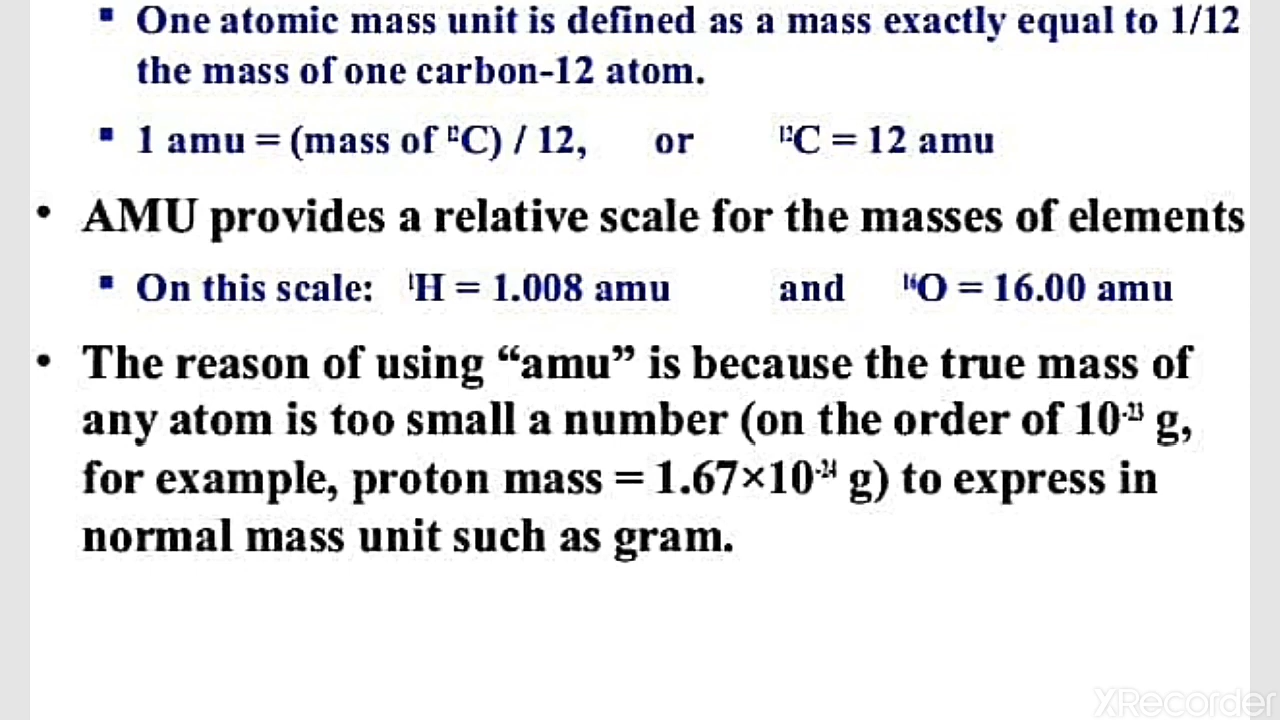 ▪ One atomic mass unit is defined as a mass exactly equal to 1/12
the mass of one carbon-12 atom.
▪ 1 amu = (mass of ¹²C) / 12, or ¹²C = 12 amu
• AMU provides a relative scale for the masses of elements
▪ On this scale: ¹H = 1.008 amu and ¹⁶O = 16.00 amu
• The reason of using “amu” is because the true mass of
any atom is too small a number (on the order of 10⁻²³ g,
for example, proton mass = 1.67×10⁻²⁴ g) to express in
normal mass unit such as gram.
XRecorder